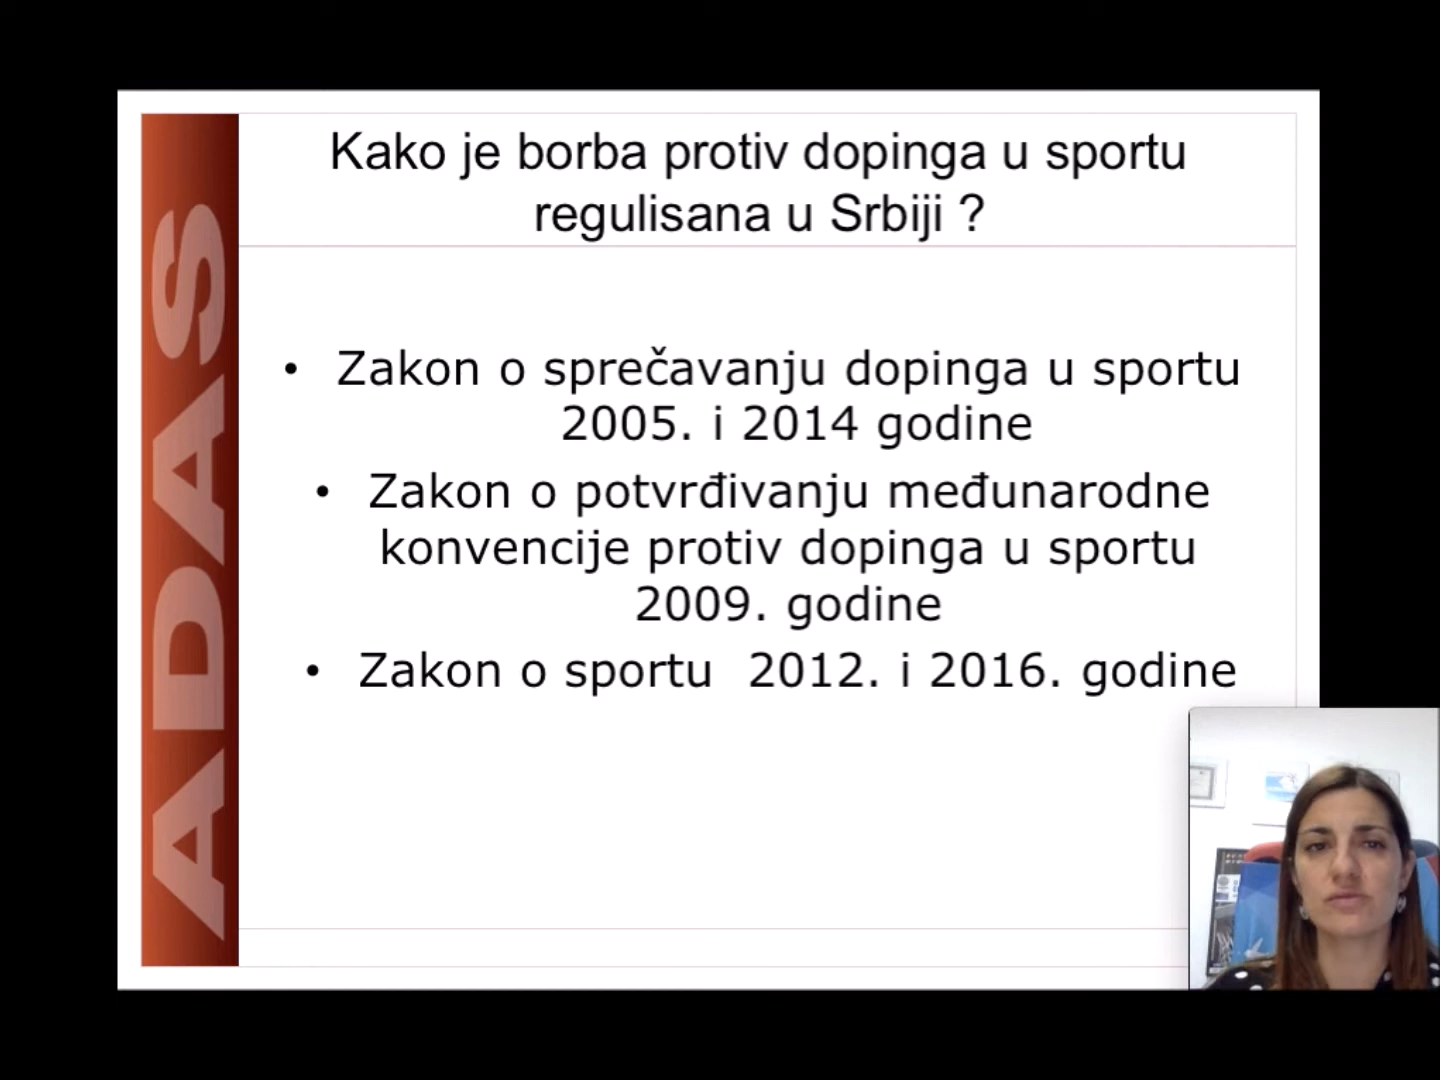 Kako je borba protiv dopinga u sportu
regulisana u Srbiji ?
ADAS
• Zakon o sprečavanju dopinga u sportu
2005. i 2014 godine
• Zakon o potvrđivanju međunarodne
konvencije protiv dopinga u sportu
2009. godine
• Zakon o sportu  2012. i 2016. godine